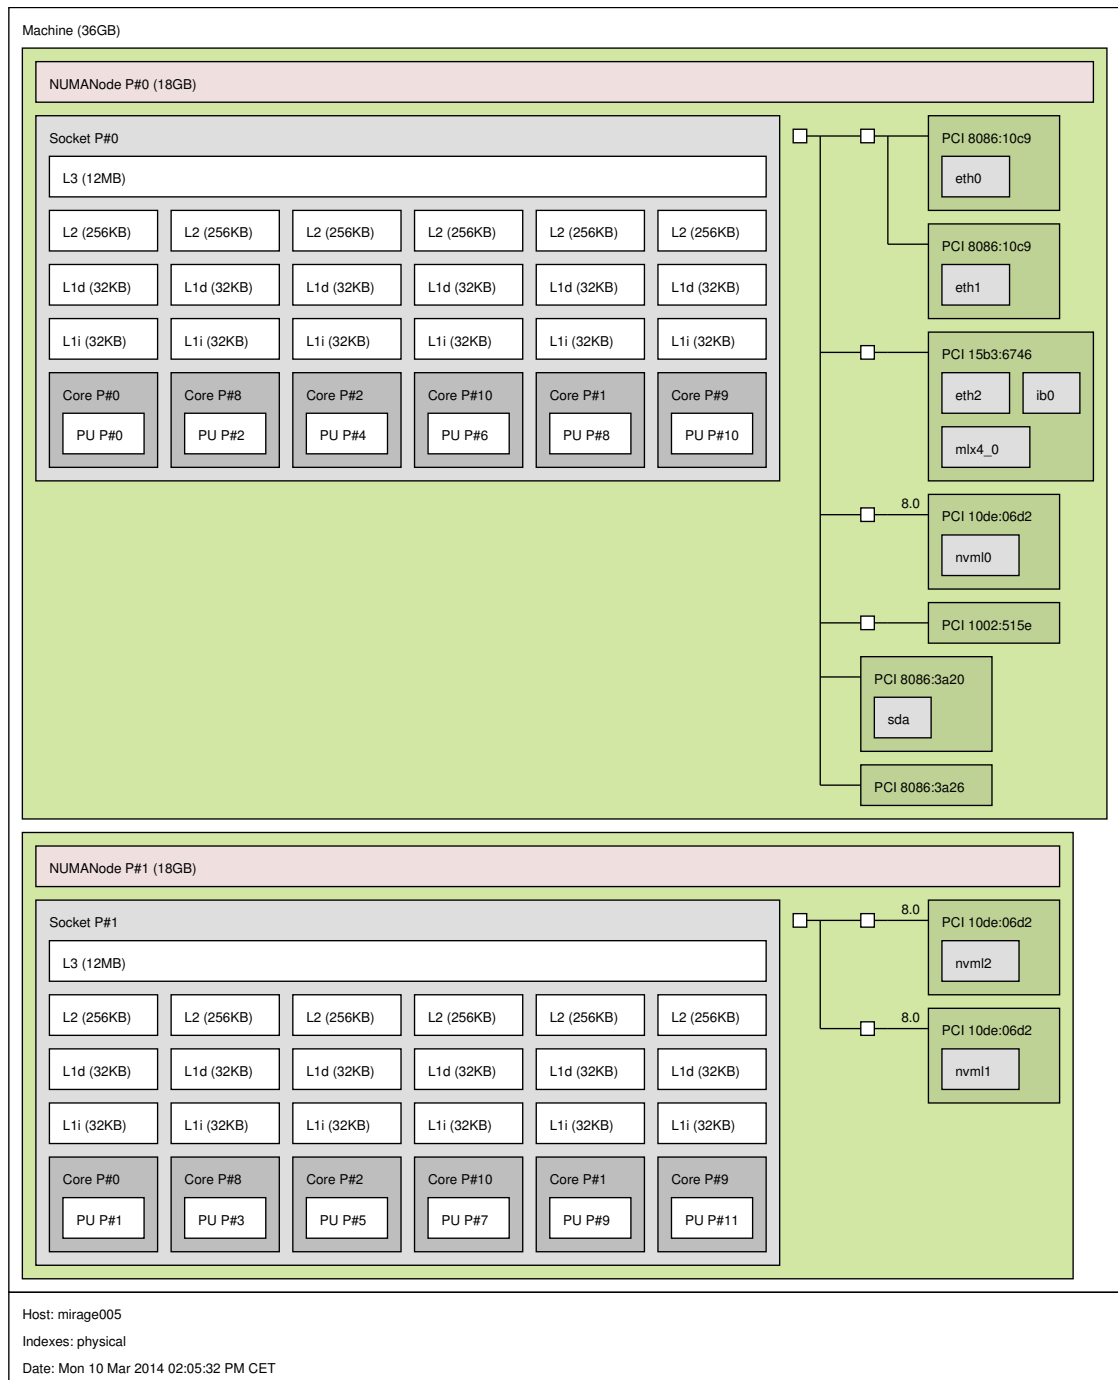 Machine (36GB)
NUMANode P#0 (18GB)
Socket P#0
L3 (12MB)
L2 (256KB) L2 (256KB) L2 (256KB) L2 (256KB) L2 (256KB) L2 (256KB)
L1d (32KB) L1d (32KB) L1d (32KB) L1d (32KB) L1d (32KB) L1d (32KB)
L1i (32KB) L1i (32KB) L1i (32KB) L1i (32KB) L1i (32KB) L1i (32KB)
Core P#0 Core P#8 Core P#2 Core P#10 Core P#1 Core P#9
PU P#0 PU P#2 PU P#4 PU P#6 PU P#8 PU P#10
PCI 8086:10c9
eth0
PCI 8086:10c9
eth1
PCI 15b3:6746
eth2 ib0
mlx4_0
8.0 PCI 10de:06d2
nvml0
PCI 1002:515e
PCI 8086:3a20
sda
PCI 8086:3a26
NUMANode P#1 (18GB)
Socket P#1
L3 (12MB)
L2 (256KB) L2 (256KB) L2 (256KB) L2 (256KB) L2 (256KB) L2 (256KB)
L1d (32KB) L1d (32KB) L1d (32KB) L1d (32KB) L1d (32KB) L1d (32KB)
L1i (32KB) L1i (32KB) L1i (32KB) L1i (32KB) L1i (32KB) L1i (32KB)
Core P#0 Core P#8 Core P#2 Core P#10 Core P#1 Core P#9
PU P#1 PU P#3 PU P#5 PU P#7 PU P#9 PU P#11
8.0 PCI 10de:06d2
nvml2
8.0 PCI 10de:06d2
nvml1
Host: mirage005
Indexes: physical
Date: Mon 10 Mar 2014 02:05:32 PM CET